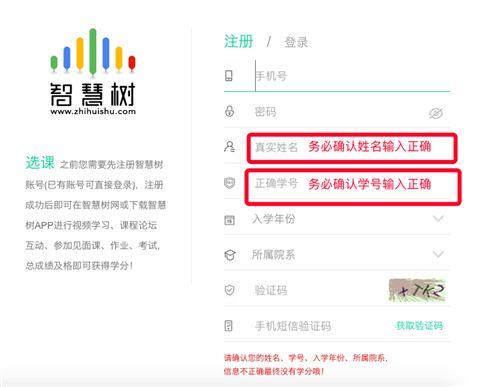 智慧树
www.zhihuishu.com
选课 之前您需要先注册智慧树
账号(已有账号可直接登录)，注册
成功后即可在智慧树网或下载智慧
树APP进行视频学习、课程论坛
互动、参加见面课、作业、考试，
总成绩及格即可获得学分！
注册 / 登录
手机号
密码
真实姓名 务必确认姓名输入正确
正确学号 务必确认学号输入正确
入学年份
所属院系
验证码
手机短信验证码 获取验证码
请确认您的姓名、学号、入学年份、所属院系，
信息不正确最终没有学分哦！